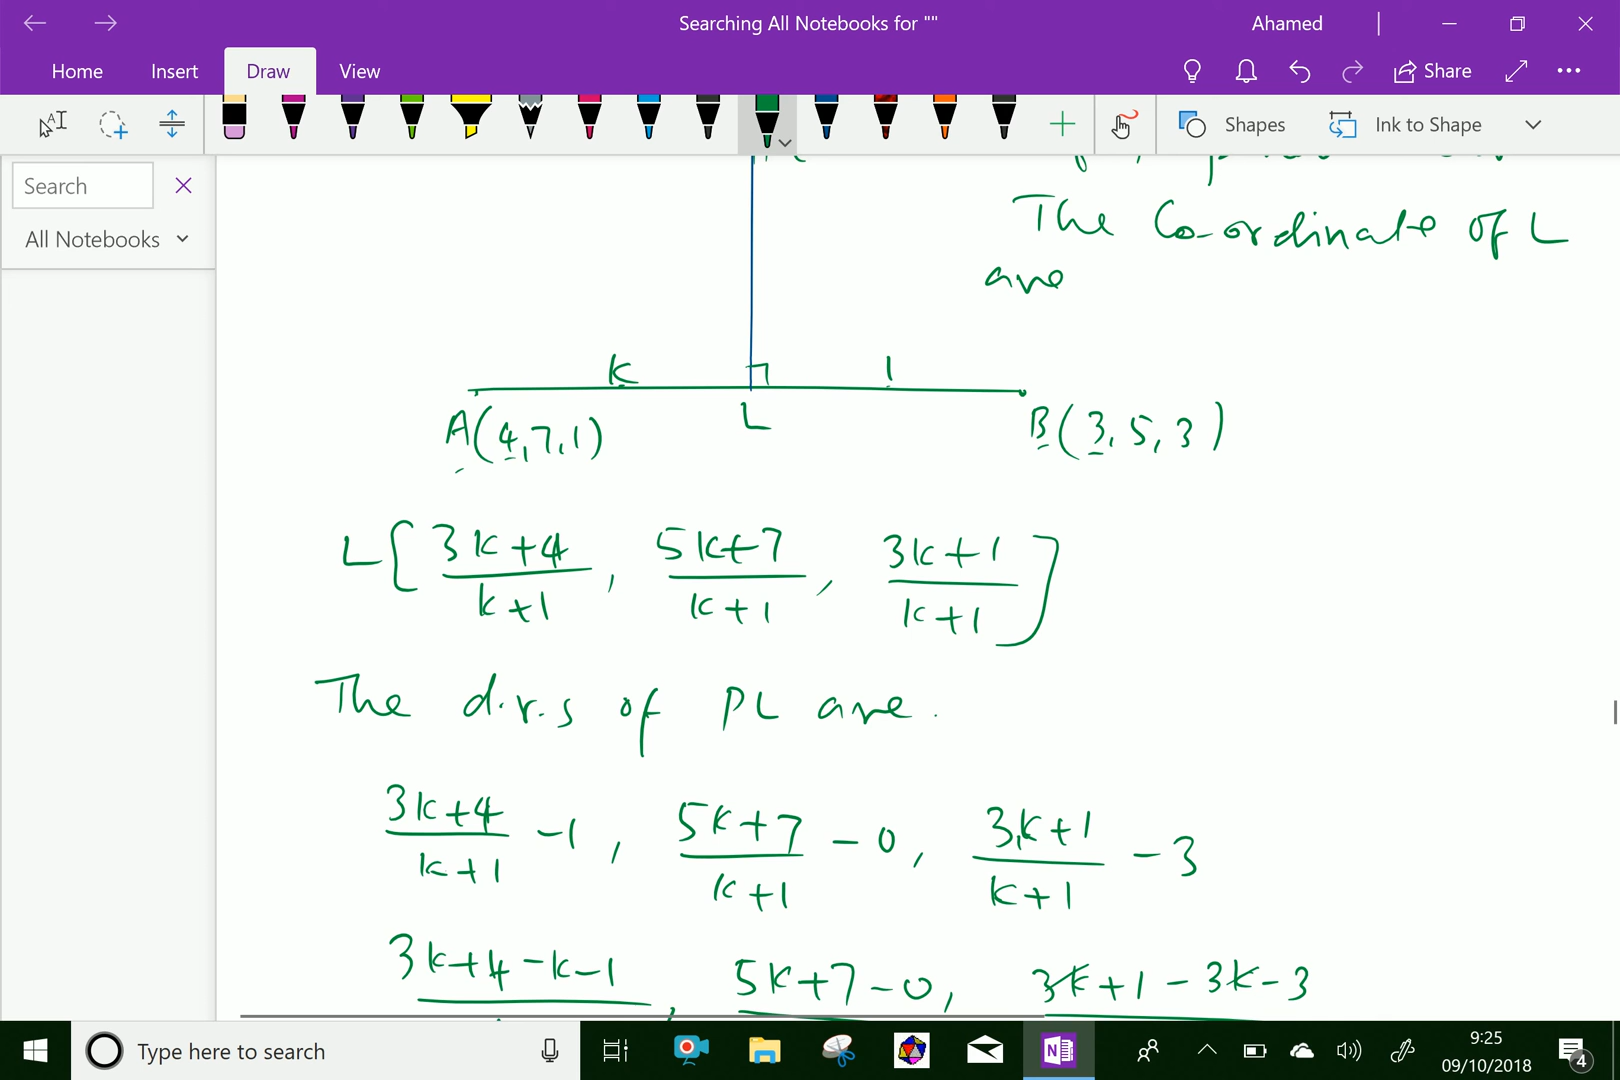 Searching All Notebooks for ""
Ahamed
Home Insert Draw View
Share
Shapes
Ink to Shape
Search
All Notebooks
The Co-ordinate of L
are
k 1
L
A(4,7,1)
B(3,5,3)
L[3k+4/k+1, 5k+7/k+1, 3k+1/k+1]
The d.r.s of PL are.
3k+4/k+1 -1, 5k+7/k+1 - 0, 3k+1/k+1 - 3
3k+4-k-1, 5k+7-0, 3k+1-3k-3
Type here to search
9:25
09/10/2018
4